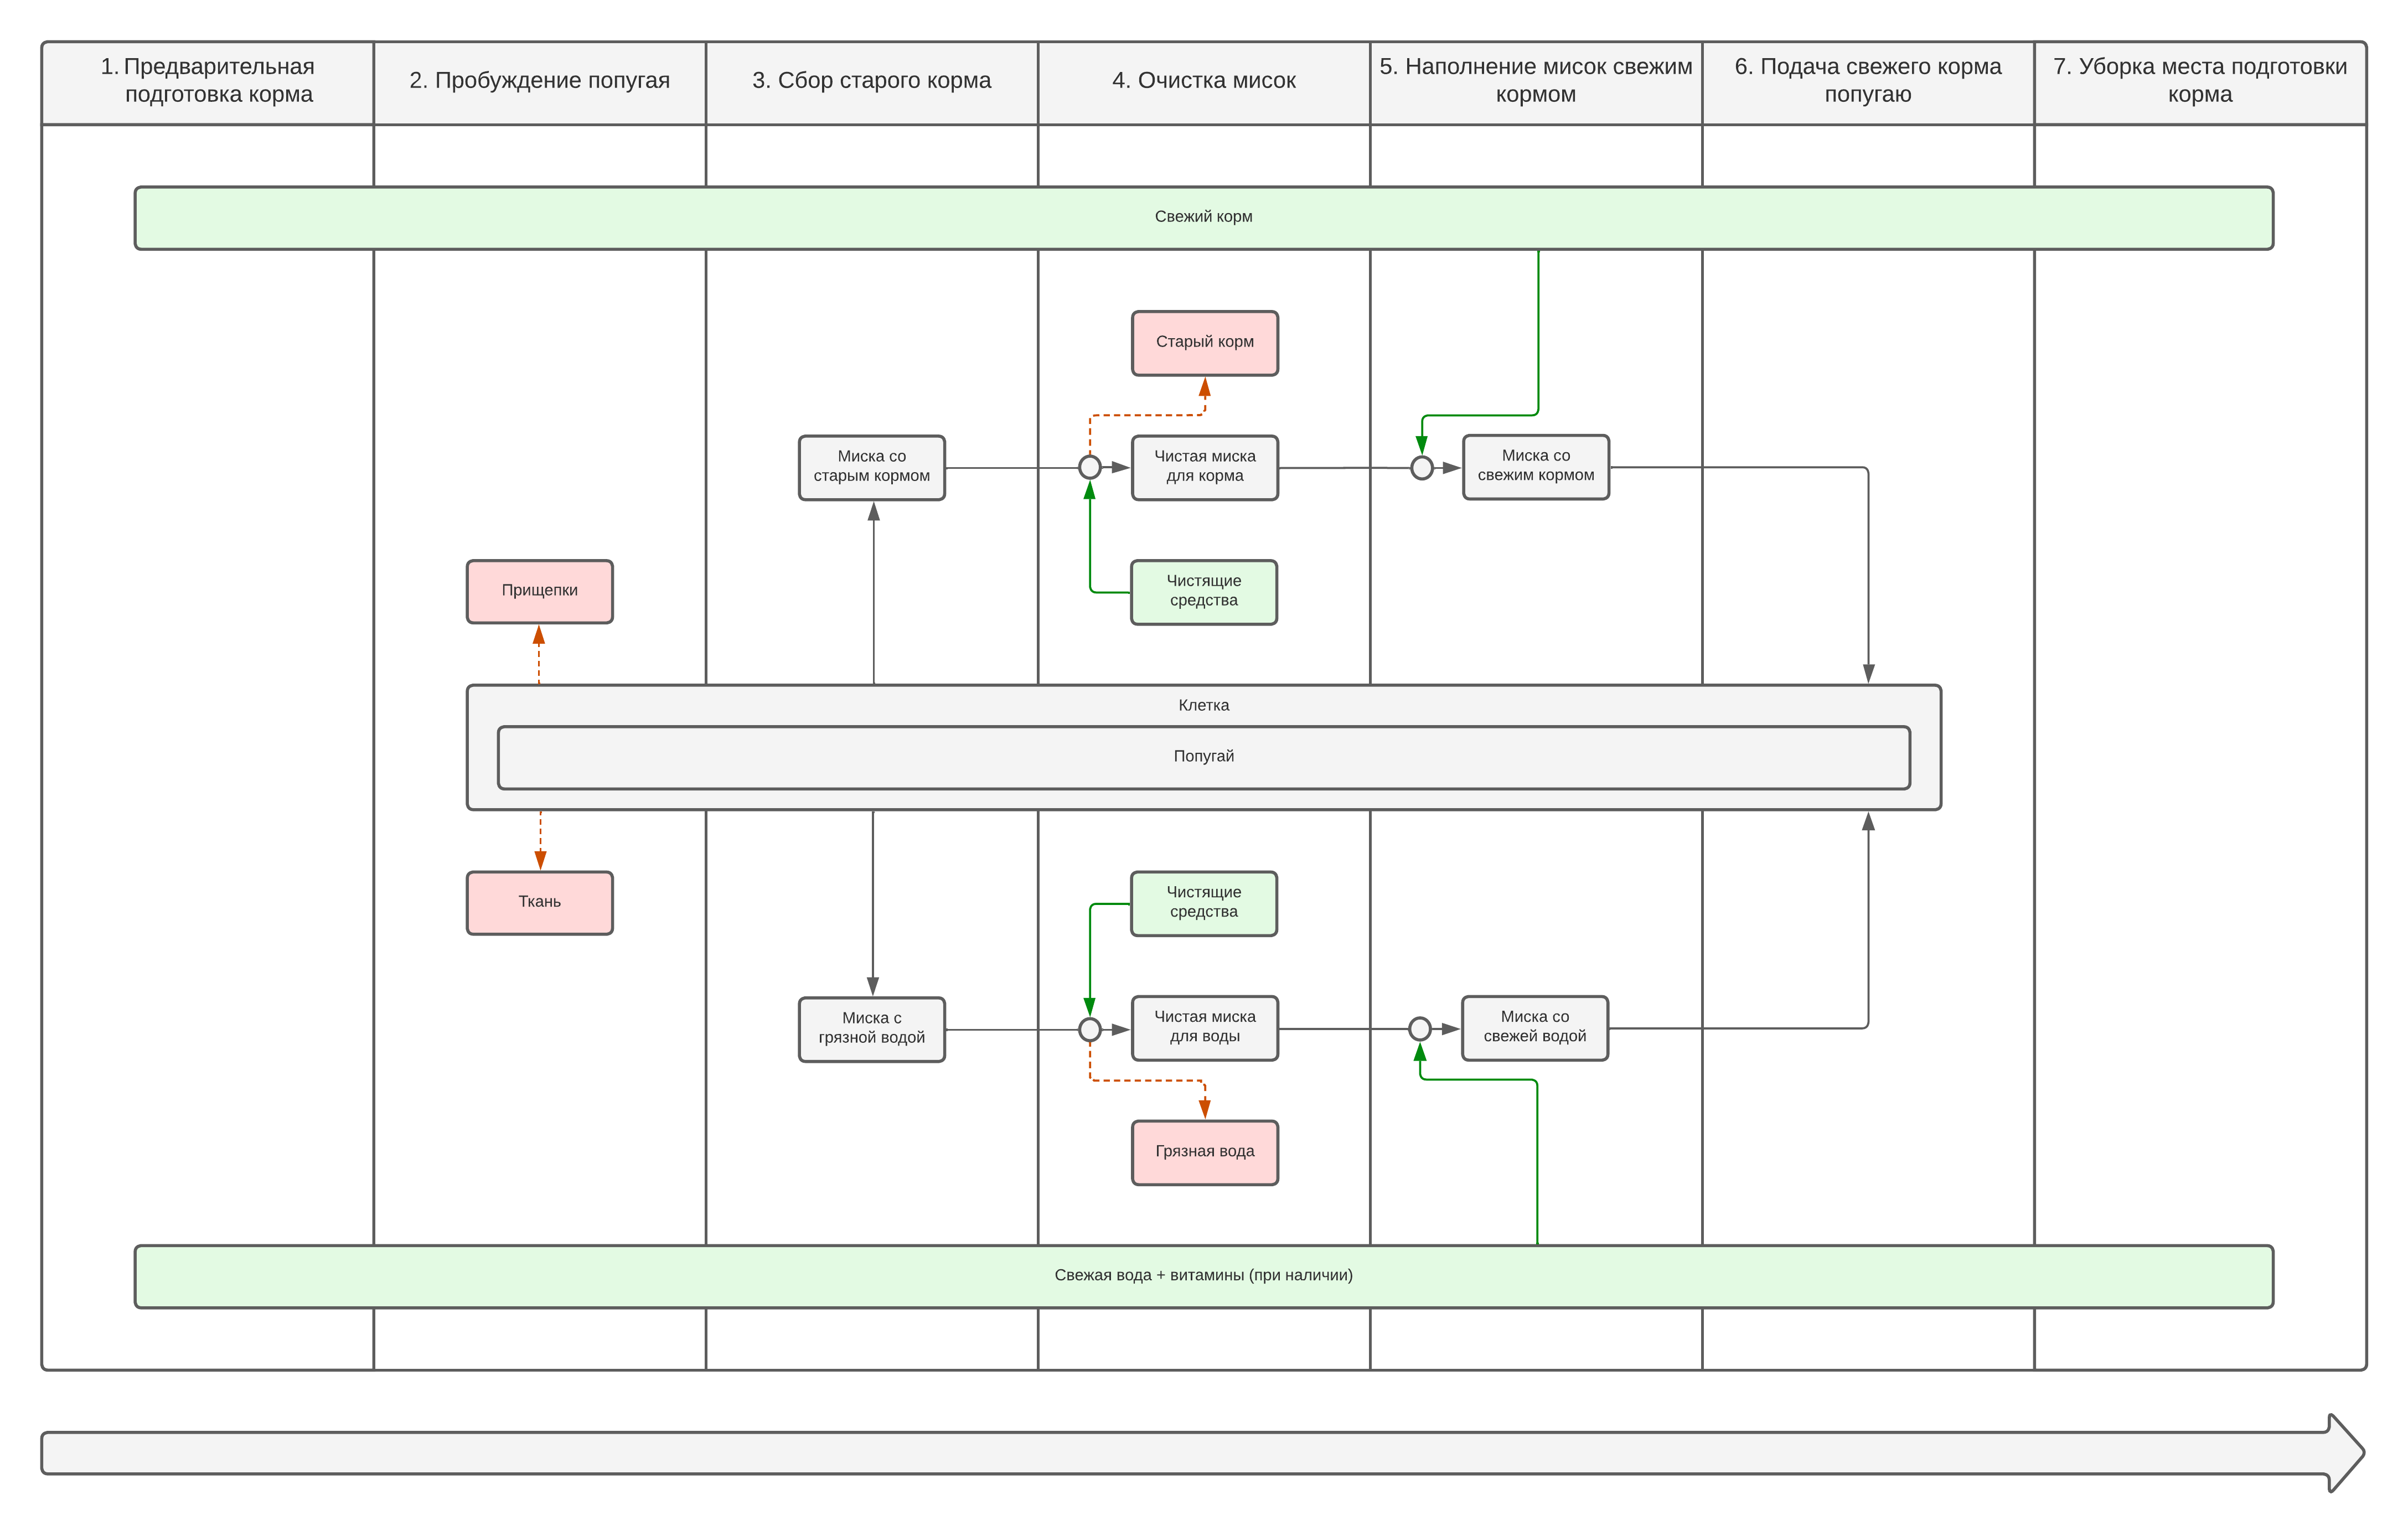 1. Предварительная
подготовка корма
2. Пробуждение попугая
3. Сбор старого корма
4. Очистка мисок
5. Наполнение мисок свежим
кормом
6. Подача свежего корма
попугаю
7. Уборка места подготовки
корма
Свежий корм
Старый корм
Миска со
старым кормом
Чистая миска
для корма
Миска со
свежим кормом
Прищепки
Чистящие
средства
Клетка
Попугай
Ткань
Чистящие
средства
Миска с
грязной водой
Чистая миска
для воды
Миска со
свежей водой
Грязная вода
Свежая вода + витамины (при наличии)